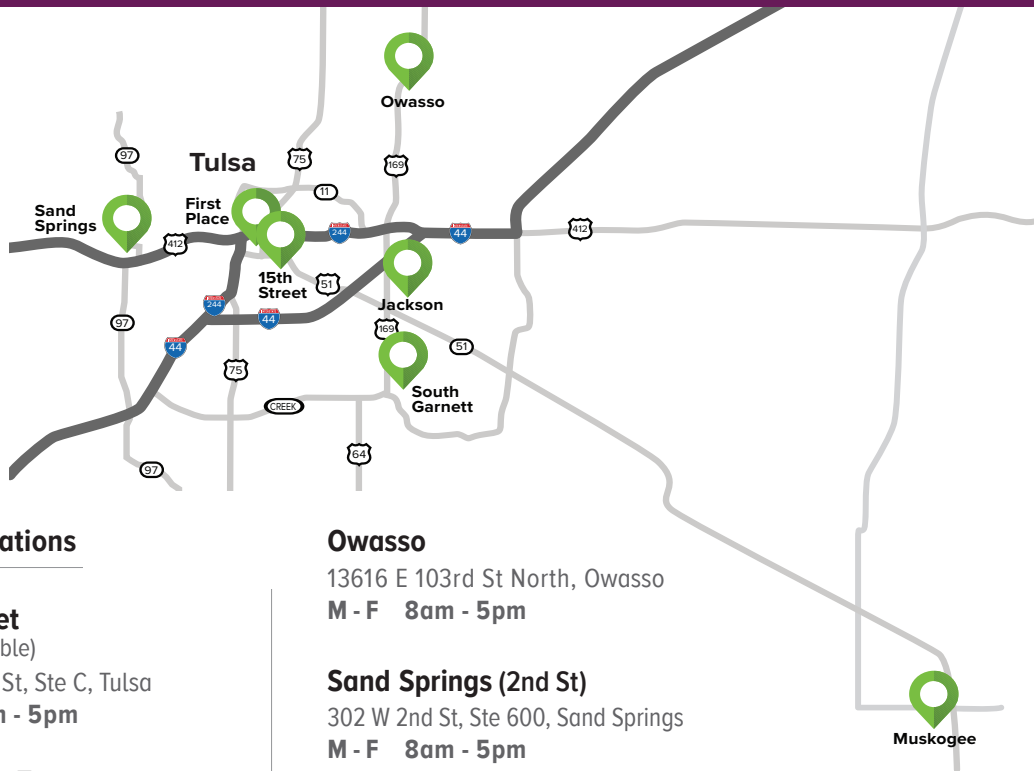 Owasso
97
Tulsa
75
169
11
First
Place
Sand
Springs
412
244
44
412
15th
Street
51
Jackson
244
44
97
169
44
51
75
South
Garnett
CREEK
64
97
ations
Owasso
13616 E 103rd St North, Owasso
M - F 8am - 5pm
et
ble)
St, Ste C, Tulsa
- 5pm
Sand Springs (2nd St)
302 W 2nd St, Ste 600, Sand Springs
M - F 8am - 5pm
Muskogee